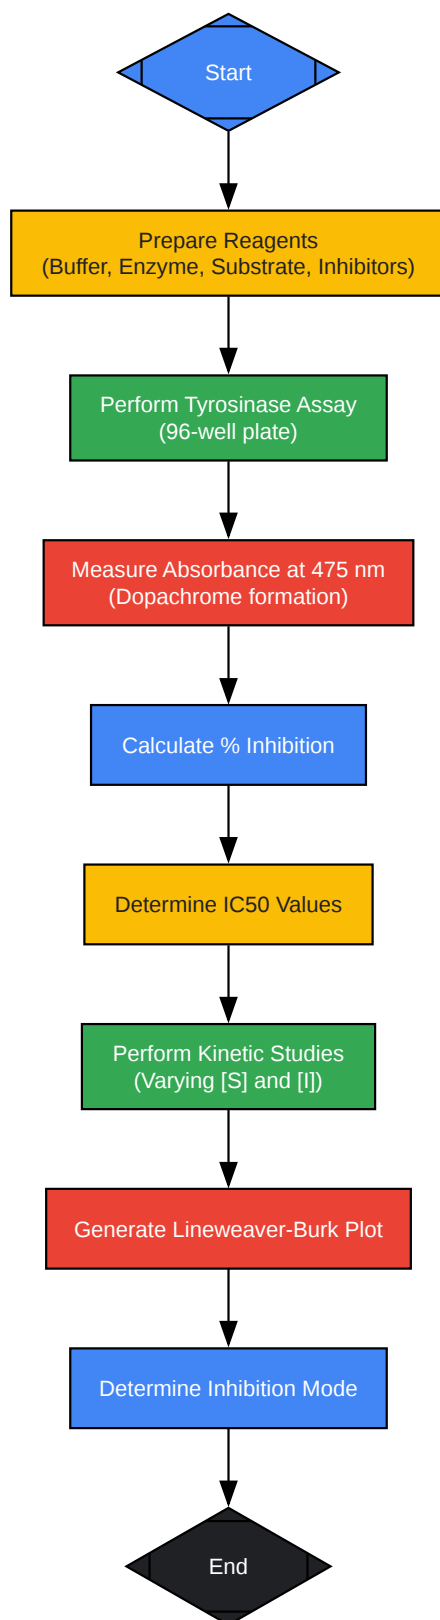 Start
Prepare Reagents
(Buffer, Enzyme, Substrate, Inhibitors)
Perform Tyrosinase Assay
(96-well plate)
Measure Absorbance at 475 nm
(Dopachrome formation)
Calculate % Inhibition
Determine IC50 Values
Perform Kinetic Studies
(Varying [S] and [I])
Generate Lineweaver-Burk Plot
Determine Inhibition Mode
End